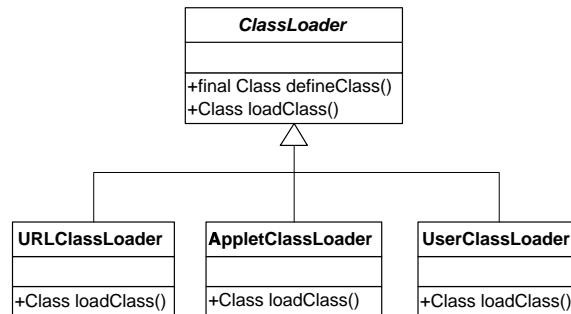 ClassLoader
+final Class defineClass()
+Class loadClass()
URLClassLoader
AppletClassLoader
UserClassLoader
+Class loadClass()
+Class loadClass()
+Class loadClass()